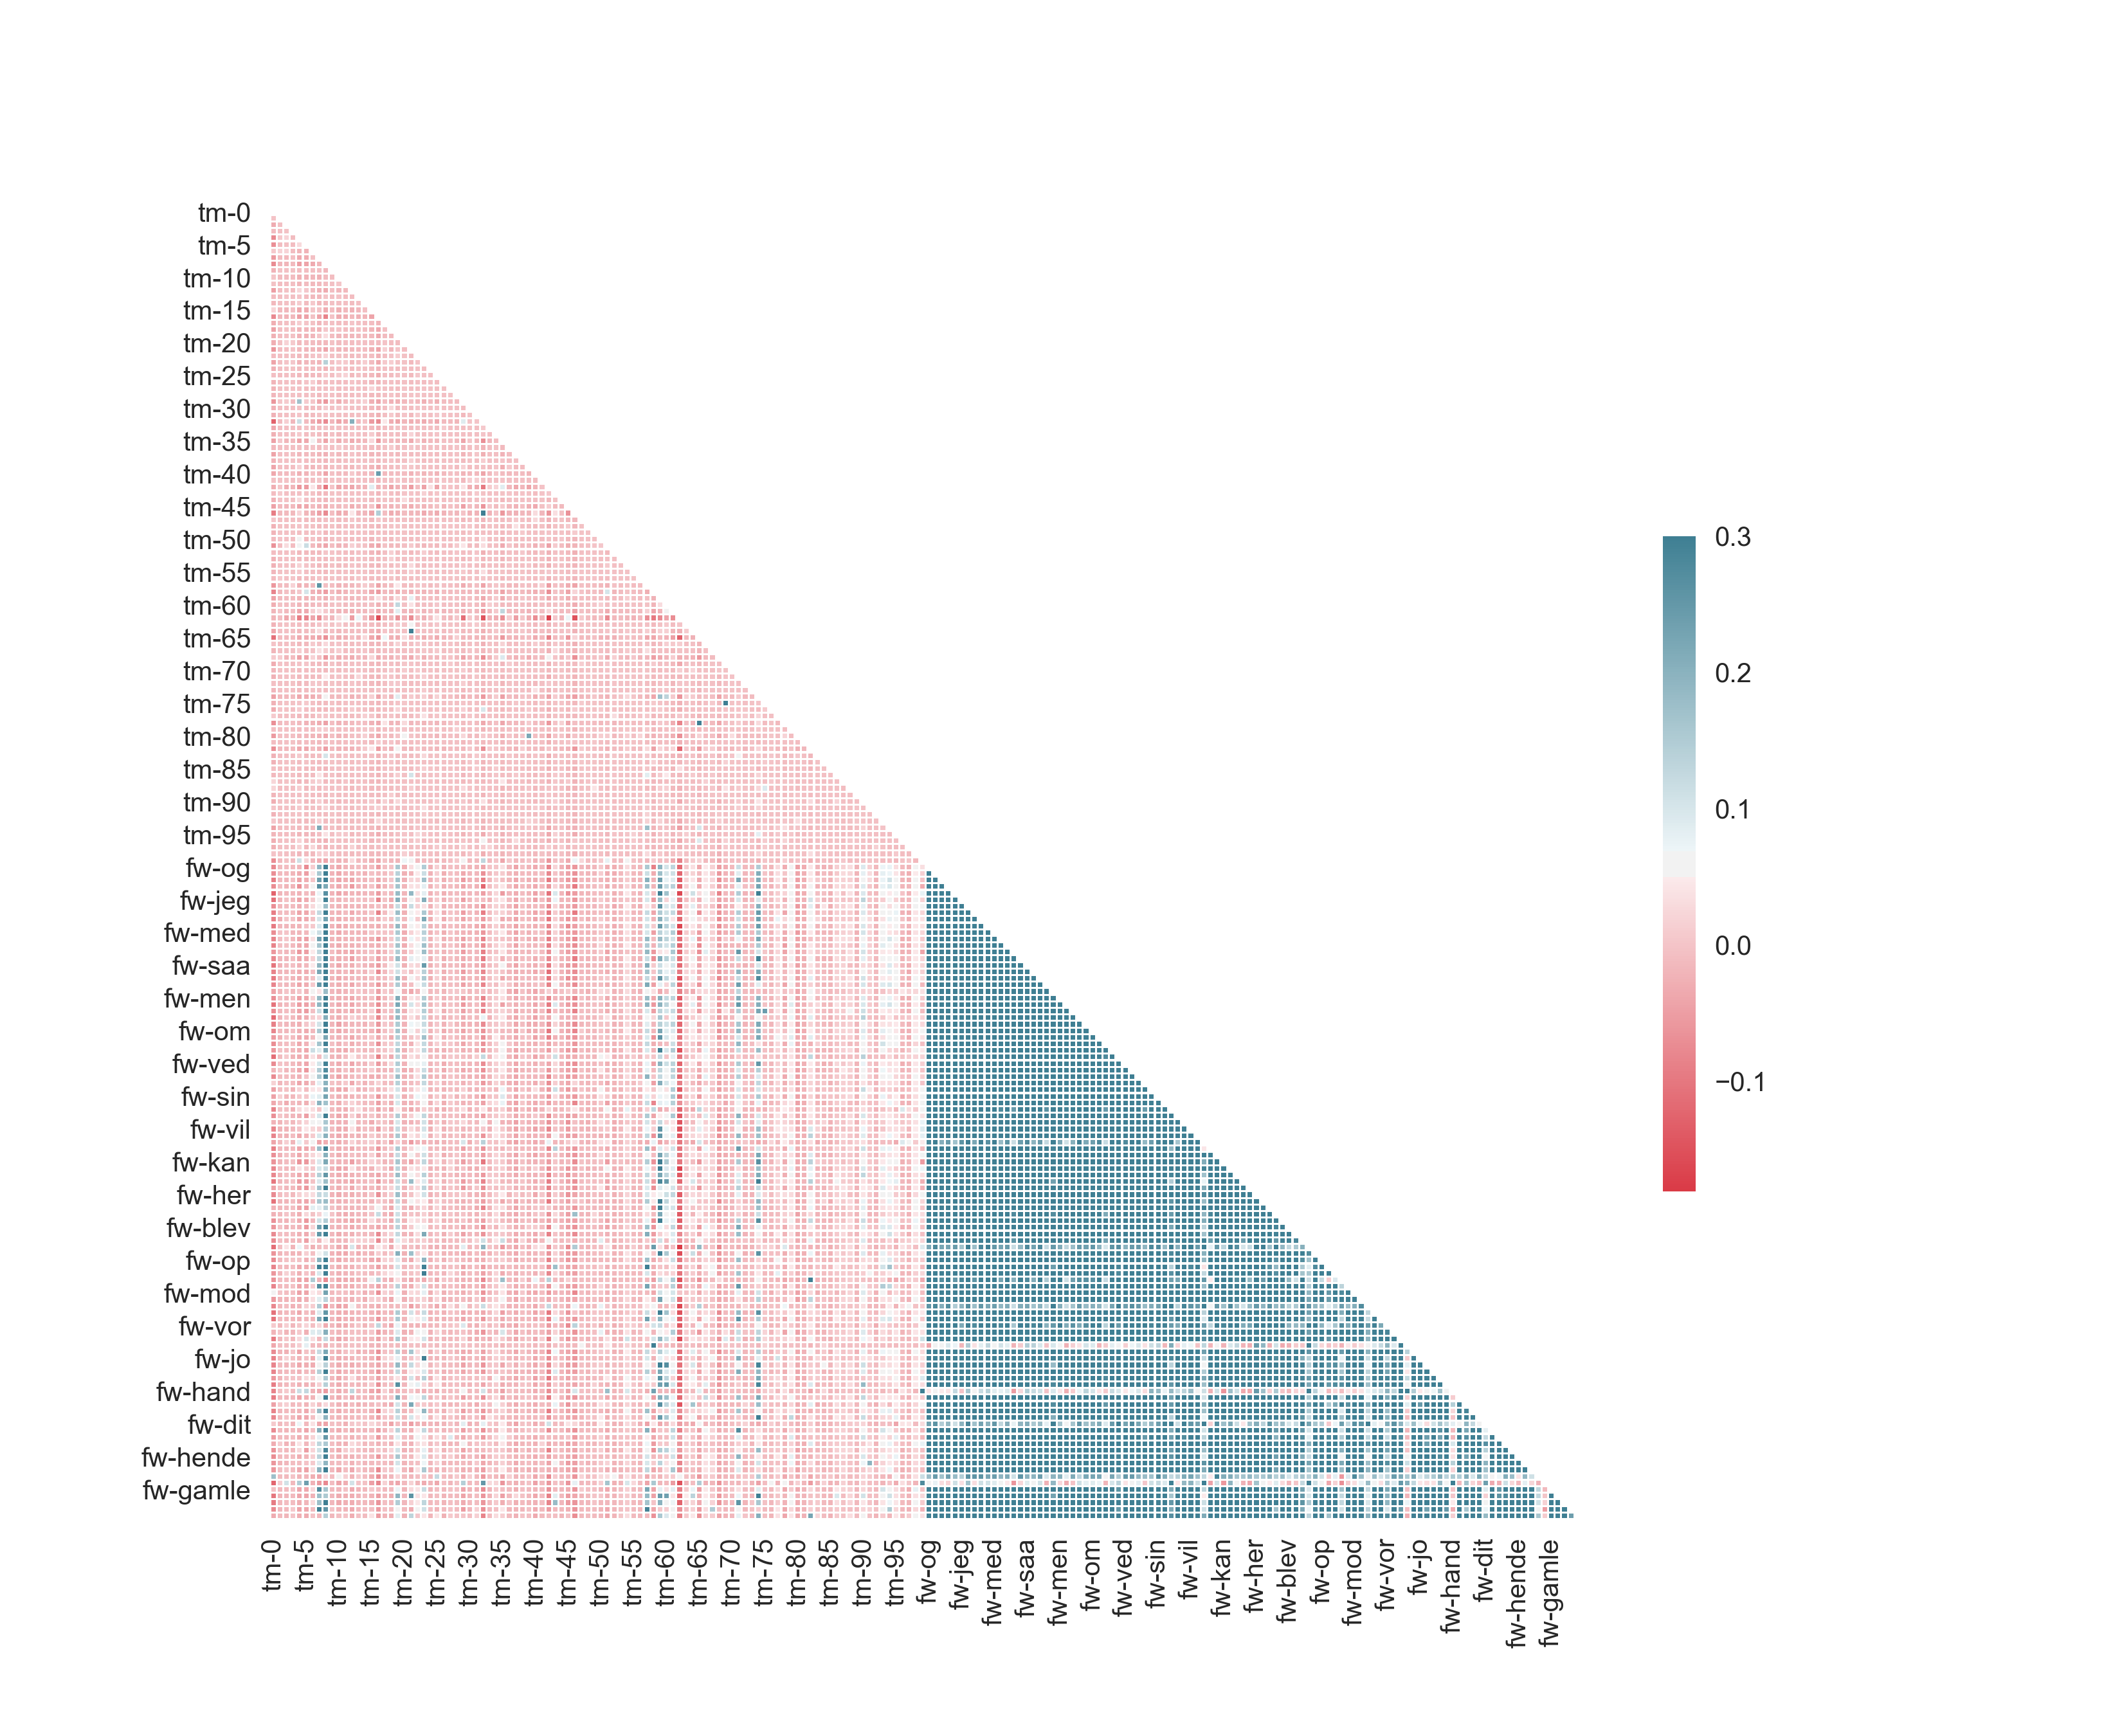 tm-0
tm-5
tm-10
tm-15
tm-20
tm-25
tm-30
tm-35
tm-40
tm-45
tm-50
tm-55
tm-60
tm-65
tm-70
tm-75
tm-80
tm-85
tm-90
tm-95
fw-og
fw-jeg
fw-med
fw-saa
fw-men
fw-om
fw-ved
fw-sin
fw-vil
fw-kan
fw-her
fw-blev
fw-op
fw-mod
fw-vor
fw-jo
fw-hand
fw-dit
fw-hende
fw-gamle
tm-0
tm-5
tm-10
tm-15
tm-20
tm-25
tm-30
tm-35
tm-40
tm-45
tm-50
tm-55
tm-60
tm-65
tm-70
tm-75
tm-80
tm-85
tm-90
tm-95
fw-og
fw-jeg
fw-med
fw-saa
fw-men
fw-om
fw-ved
fw-sin
fw-vil
fw-kan
fw-her
fw-blev
fw-op
fw-mod
fw-vor
fw-jo
fw-hand
fw-dit
fw-hende
fw-gamle
0.3
0.2
0.1
0.0
−0.1